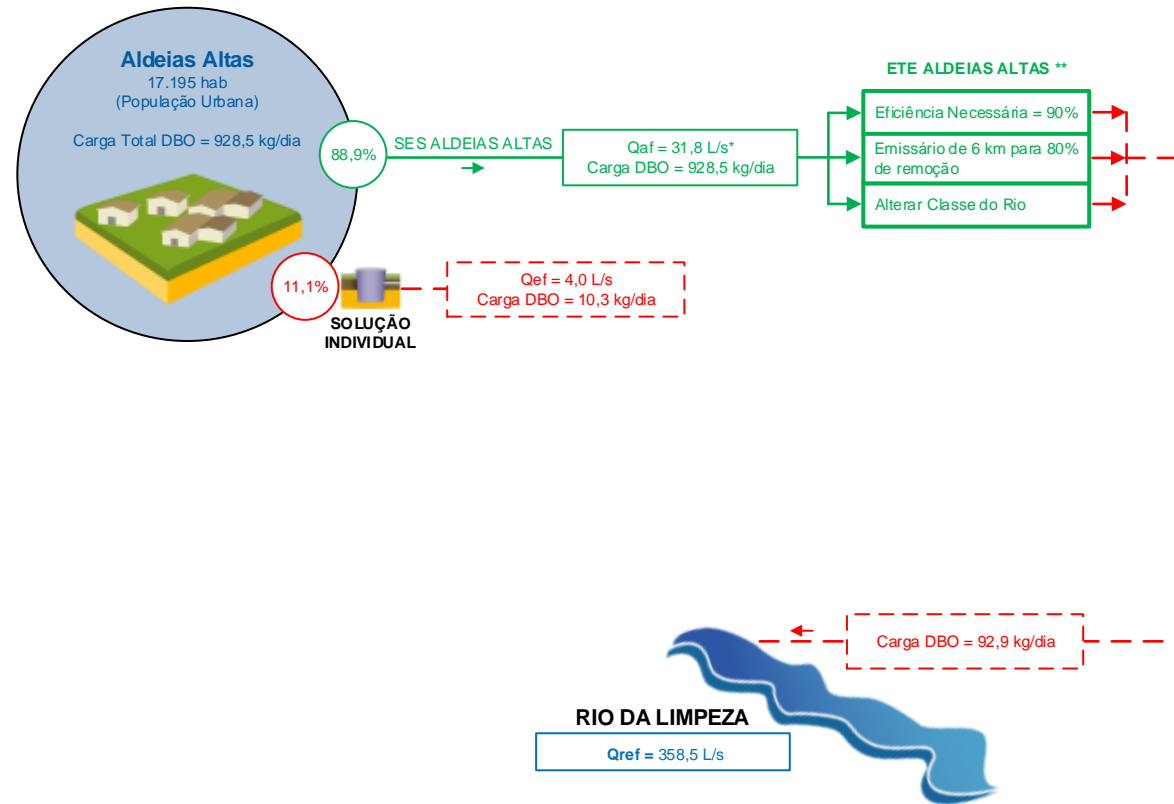 Aldeias Altas
17.195 hab
(População Urbana)
Carga Total DBO = 928,5 kg/dia
88,9%
SES ALDEIAS ALTAS
Qaf = 31,8 L/s*
Carga DBO = 928,5 kg/dia
ETE ALDEIAS ALTAS **
Eficiência Necessária = 90%
Emissário de 6 km para 80%
de remoção
Alterar Classe do Rio
11,1%
SOLUÇÃO
INDIVIDUAL
Qef = 4,0 L/s
Carga DBO = 10,3 kg/dia
Carga DBO = 92,9 kg/dia
RIO DA LIMPEZA
Qref = 358,5 L/s